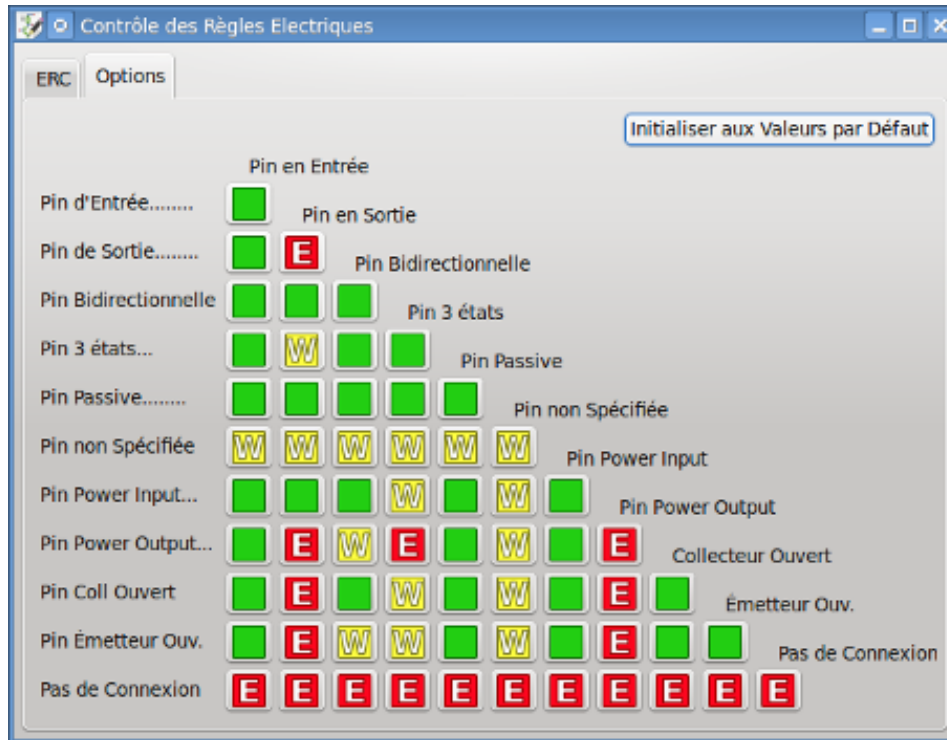 Contrôle des Règles Electriques
ERC Options
Initialiser aux Valeurs par Défaut
Pin en Entrée
Pin d'Entrée........
Pin en Sortie
Pin de Sortie........ E
Pin Bidirectionnelle
Pin Bidirectionnelle
Pin 3 états
Pin 3 états... W
Pin Passive
Pin Passive........
Pin non Spécifiée
Pin non Spécifiée W W W W W W
Pin Power Input
Pin Power Input... W W
Pin Power Output
Pin Power Output... E W E W E
Collecteur Ouvert
Pin Coll Ouvert E W W E
Émetteur Ouv.
Pin Émetteur Ouv. E W W W E
Pas de Connexion
Pas de Connexion E E E E E E E E E E E